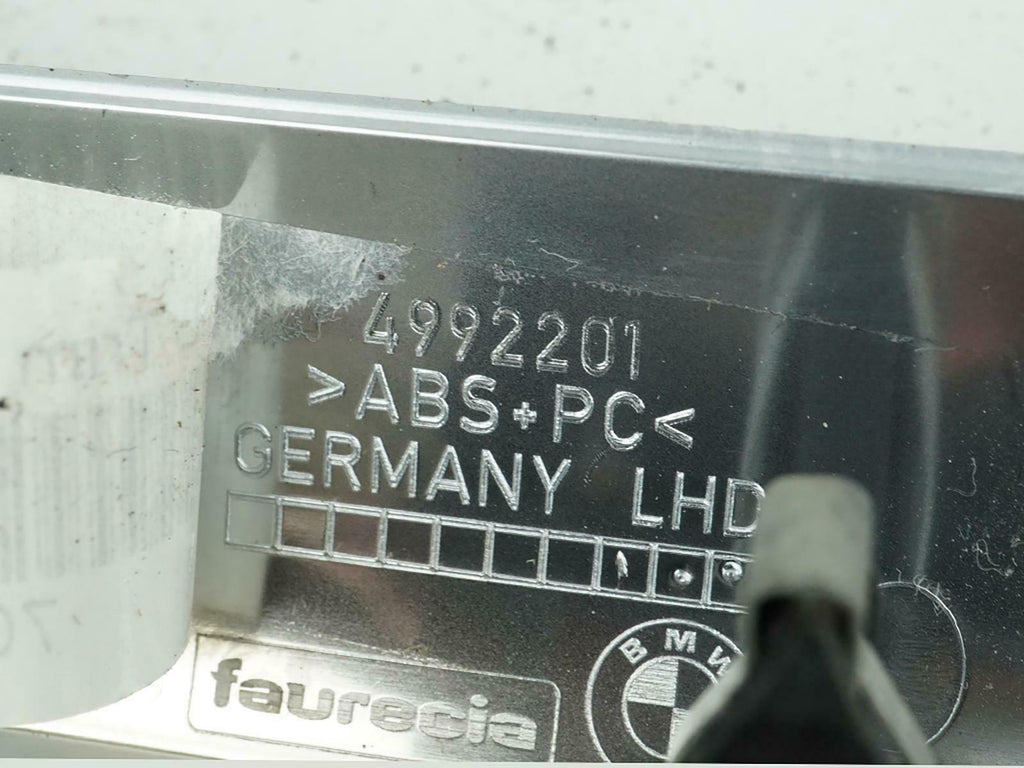 4992201
>ABS+PC<
GERMANY LHD
faurecia
BMW